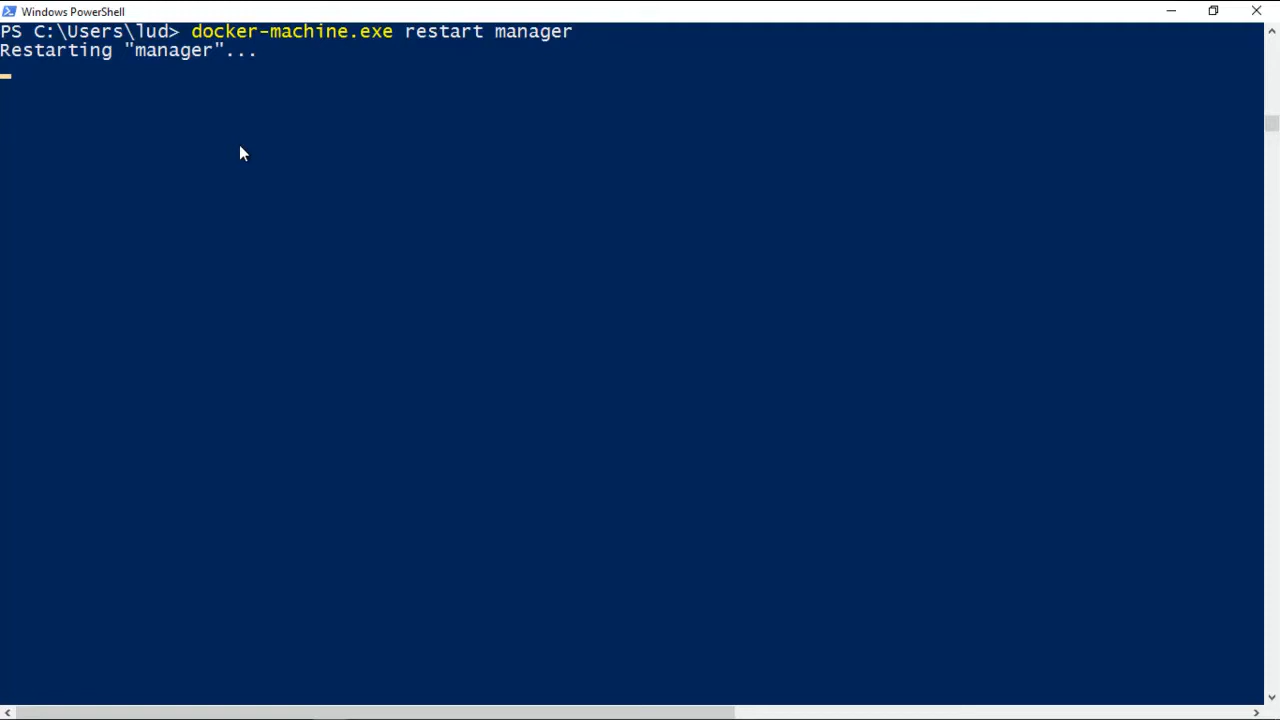 Windows PowerShell
PS C:\Users\lud> docker-machine.exe restart manager
Restarting "manager"...